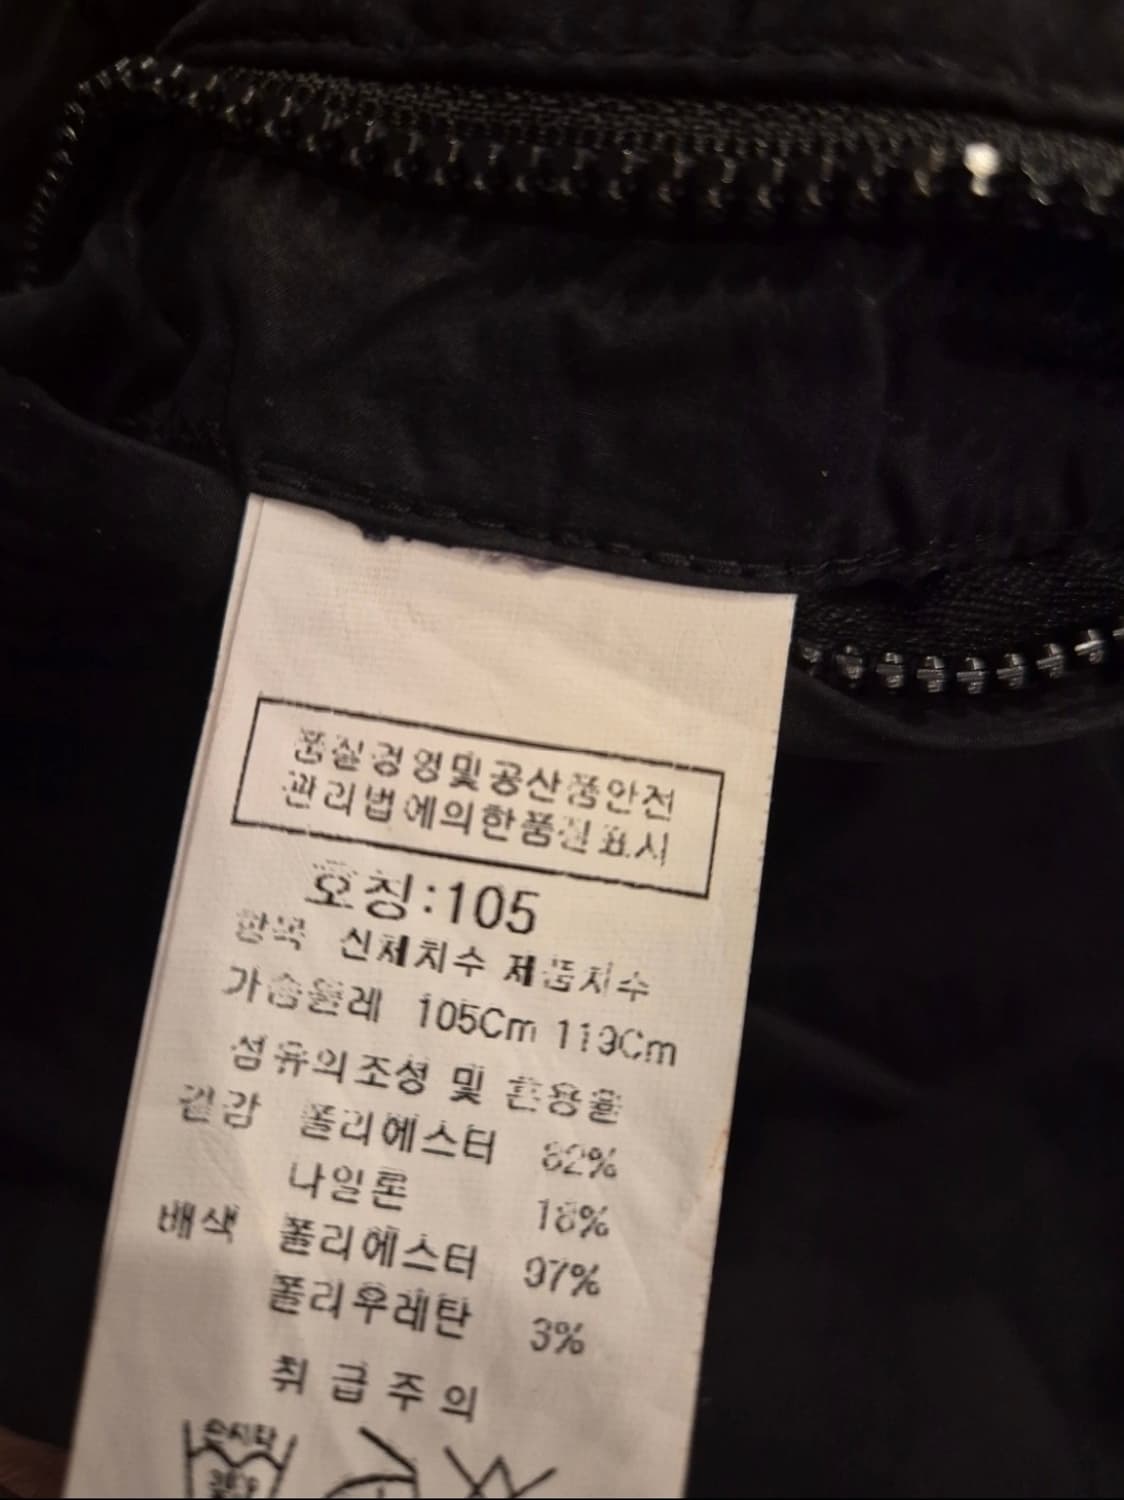 품질경영및공산품안전
관리법에의한품질표시
호칭:105
항목 신체치수 제품치수
가슴둘레 105Cm 113Cm
섬유의조성 및 혼용율
겉감 폴리에스터 82%
나일론 18%
배색 폴리에스터 97%
폴리우레탄 3%
취급주의